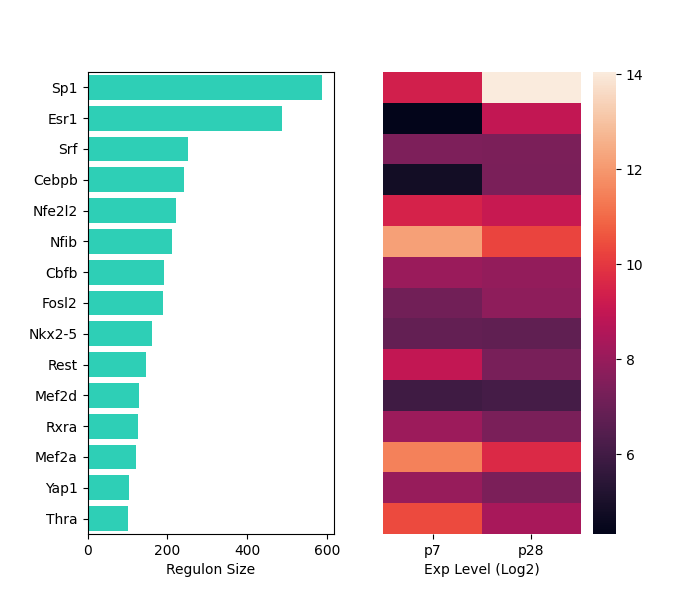 Sp1
Esr1
Srf
Cebpb
Nfe2l2
Nfib
Cbfb
Fosl2
Nkx2-5
Rest
Mef2d
Rxra
Mef2a
Yap1
Thra
0 200 400 600
Regulon Size
p7 p28
Exp Level (Log2)
14
12
10
8
6